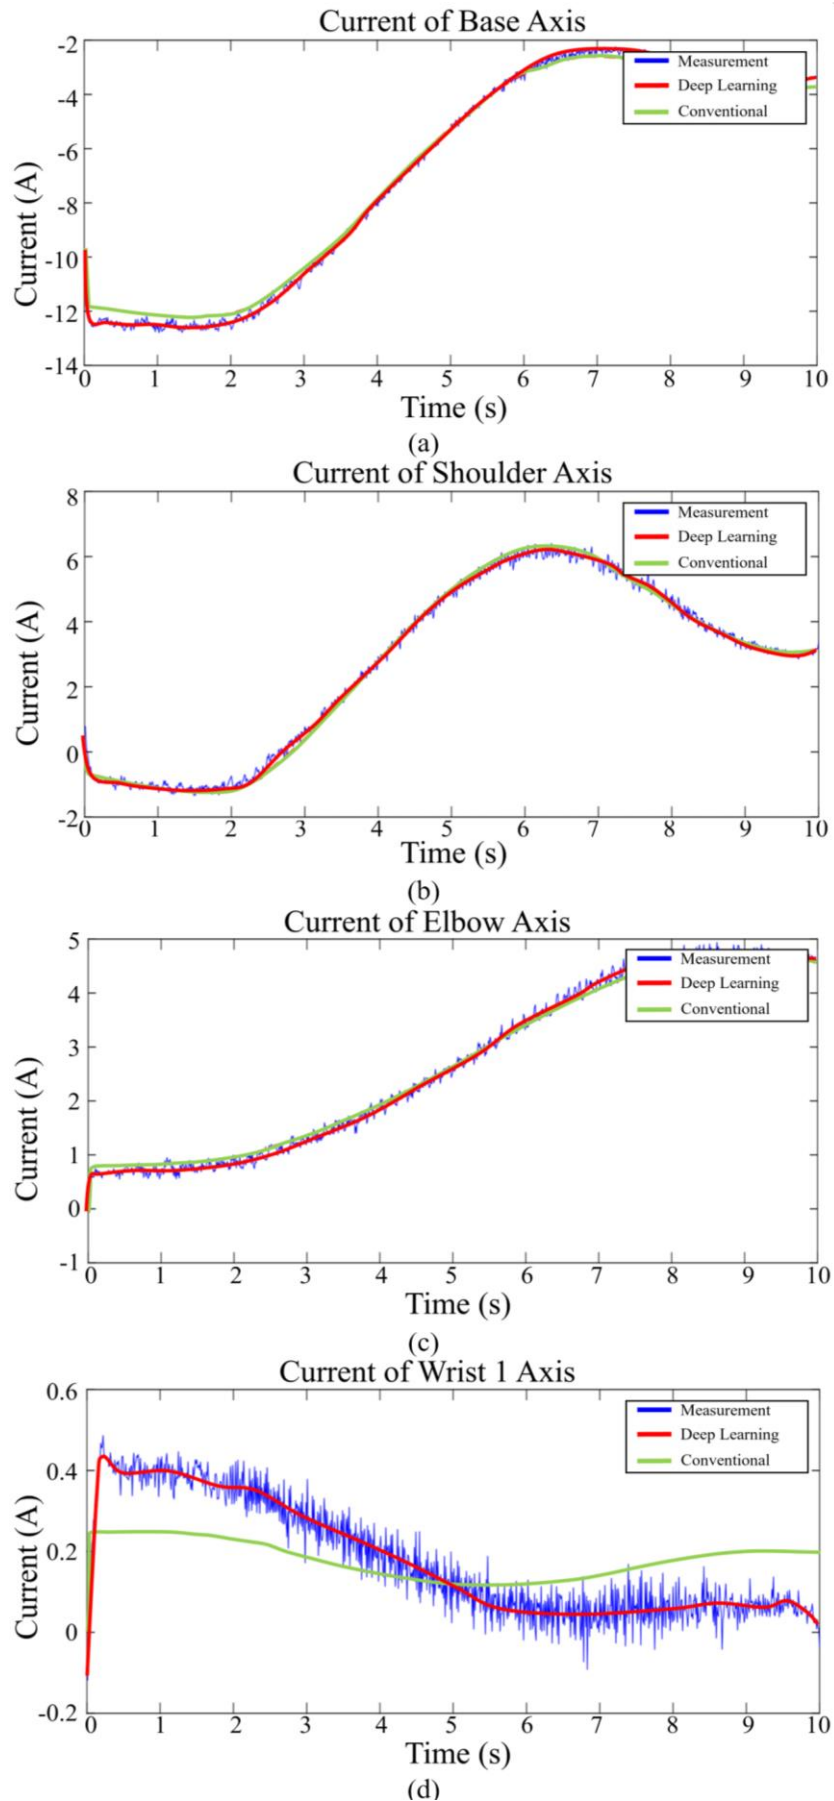 Current of Base Axis
-2
-4
-6
-8
-10
-12
-14
Current (A)
Measurement
Deep Learning
Conventional
0 1 2 3 4 5 6 7 8 9 10
Time (s)
(a)
Current of Shoulder Axis
8
6
4
2
0
-2
Current (A)
Measurement
Deep Learning
Conventional
0 1 2 3 4 5 6 7 8 9 10
Time (s)
(b)
Current of Elbow Axis
5
4
3
2
1
0
-1
Current (A)
Measurement
Deep Learning
Conventional
0 1 2 3 4 5 6 7 8 9 10
Time (s)
(c)
Current of Wrist 1 Axis
0.6
0.4
0.2
0
-0.2
Current (A)
Measurement
Deep Learning
Conventional
0 1 2 3 4 5 6 7 8 9 10
Time (s)
(d)